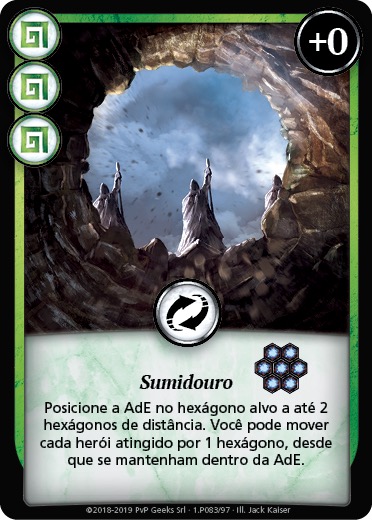 +0
Sumidouro
Posicione a AdE no hexágono alvo a até 2
hexágonos de distância. Você pode mover
cada herói atingido por 1 hexágono, desde
que se mantenham dentro da AdE.
©2018-2019 PvP Geeks Srl · 1.P083/97 · Ill. Jack Kaiser